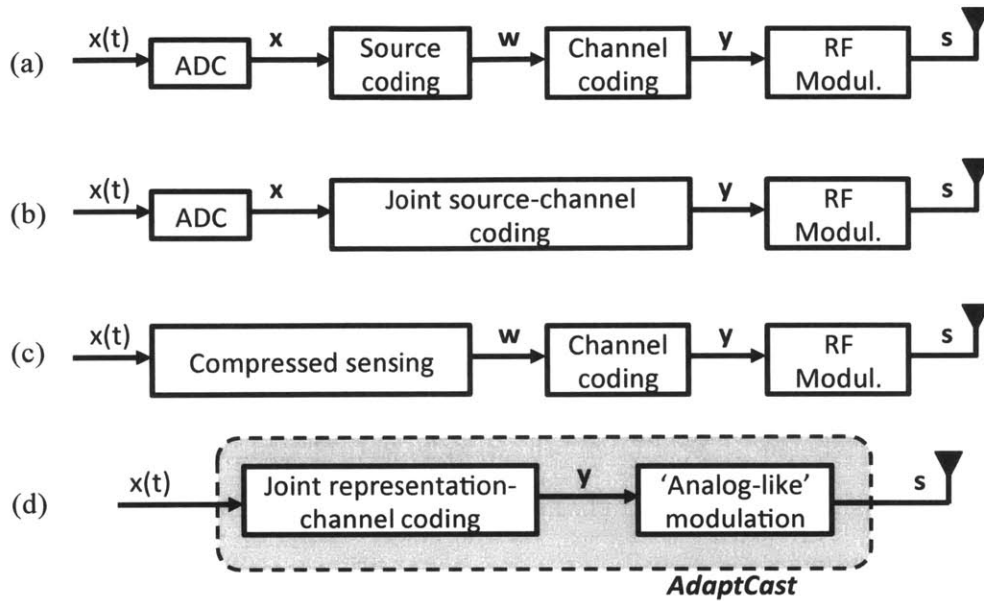 (a) x(t) ADC x Source coding w Channel coding y RF Modul. s
(b) x(t) ADC x Joint source-channel coding y RF Modul. s
(c) x(t) Compressed sensing w Channel coding y RF Modul. s
(d) x(t) Joint representation-channel coding y 'Analog-like' modulation s
AdaptCast